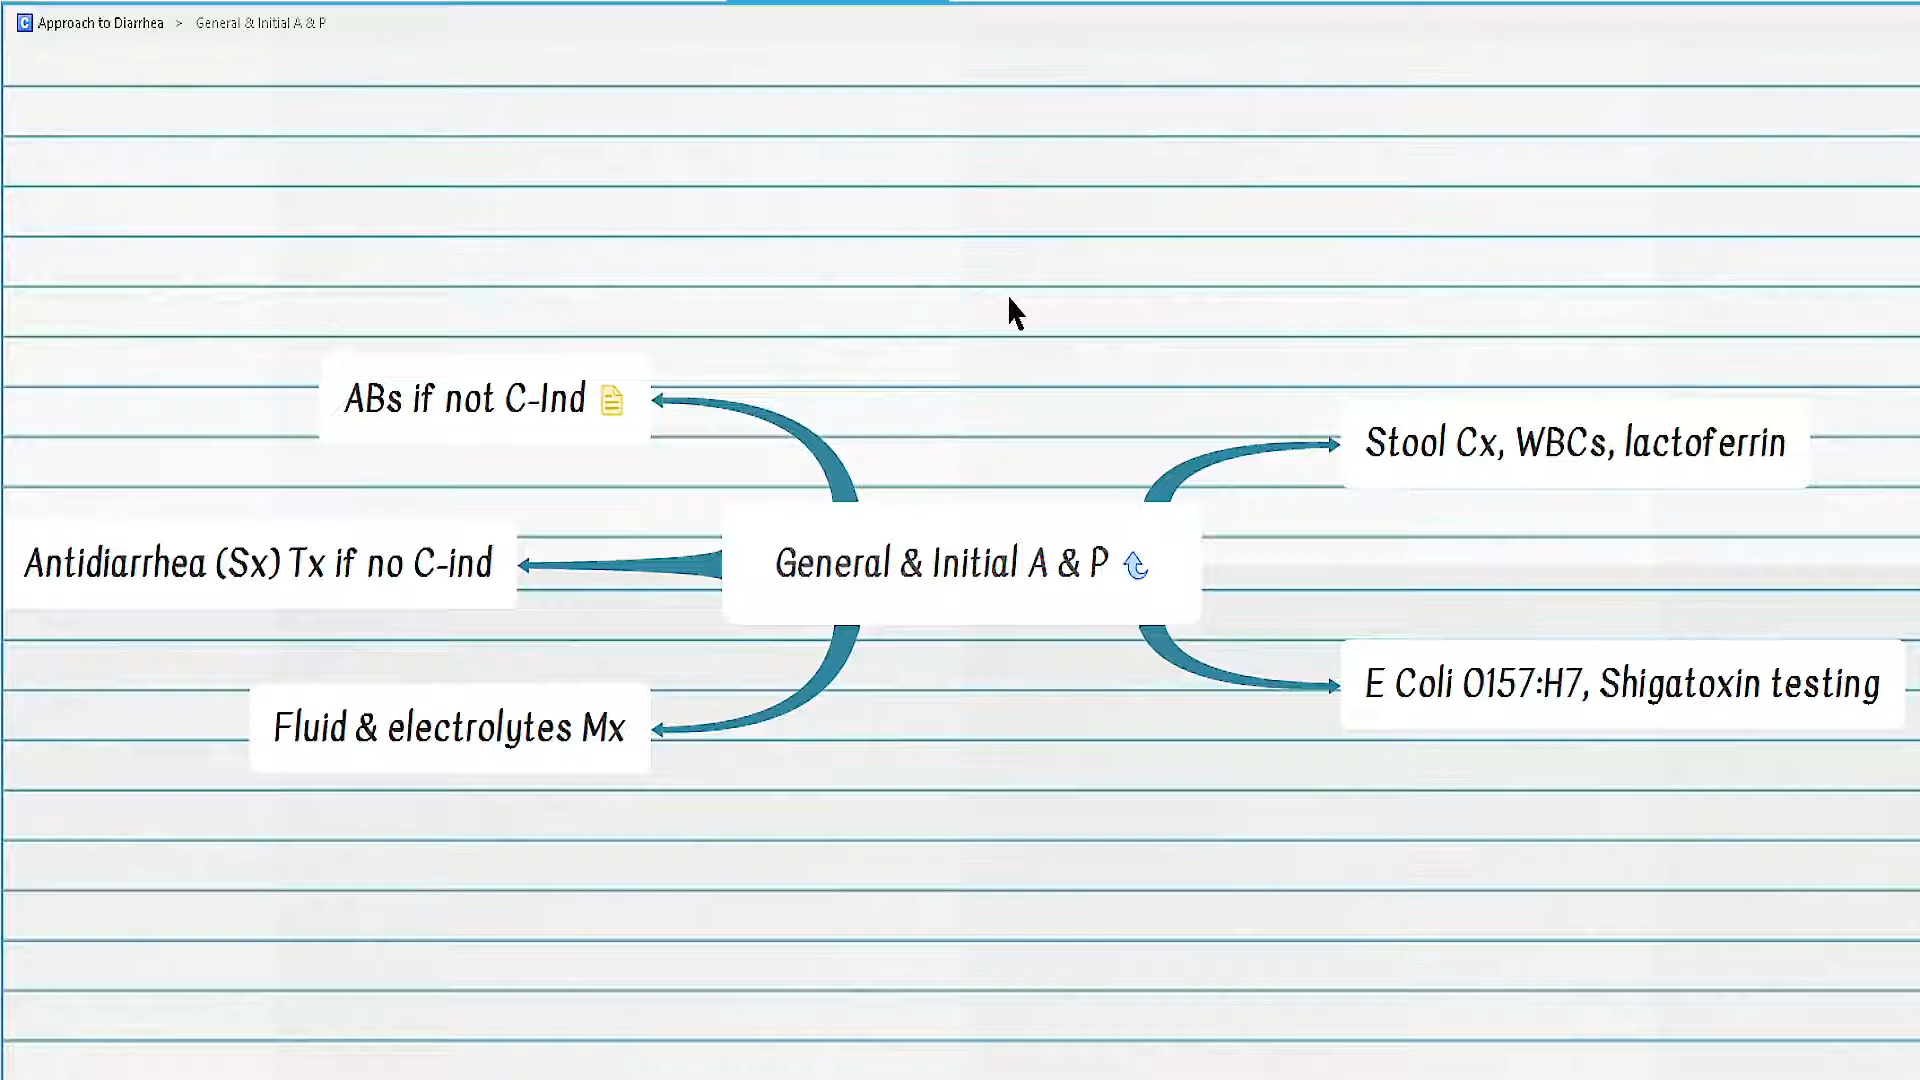 Approach to Diarrhea > General & Initial A & P
ABs if not C-Ind
Stool Cx, WBCs, lactoferrin
Antidiarrhea (Sx) Tx if no C-ind
General & Initial A & P
E Coli O157:H7, Shigatoxin testing
Fluid & electrolytes Mx